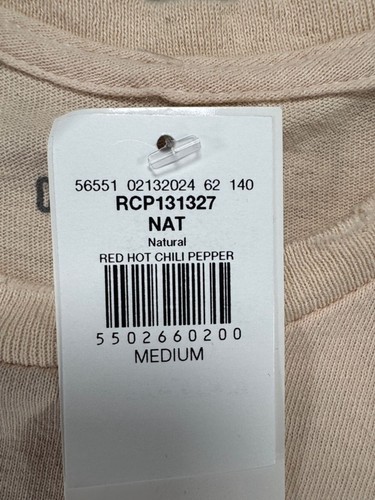 56551 02132024 62 140
RCP131327
NAT
Natural
RED HOT CHILI PEPPER
5502660200
MEDIUM